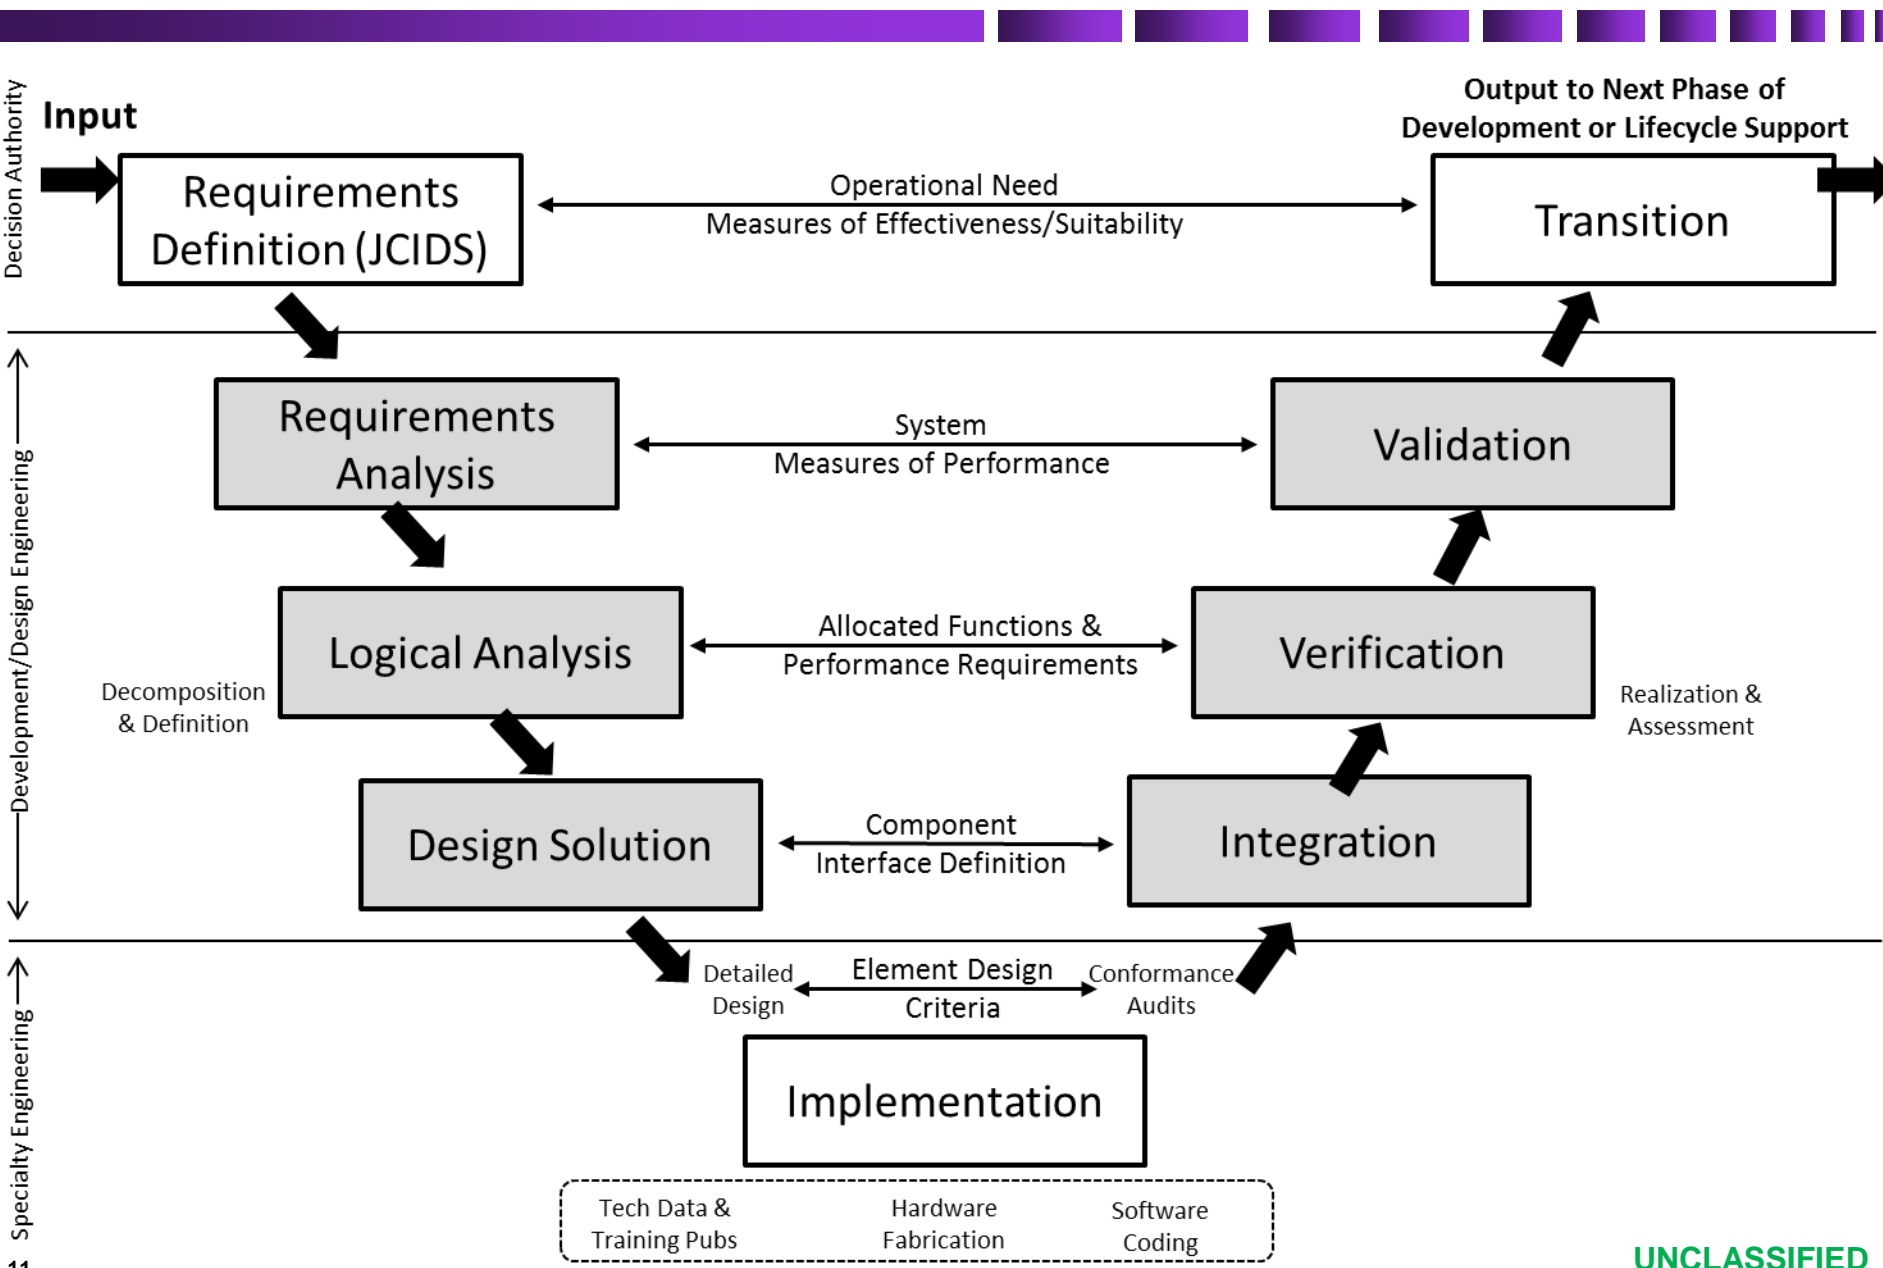 Decision Authority
Input
Output to Next Phase of
Development or Lifecycle Support
Requirements
Definition (JCIDS)
Operational Need
Measures of Effectiveness/Suitability
Transition
Development/Design Engineering
Requirements
Analysis
System
Measures of Performance
Validation
Logical Analysis
Allocated Functions &
Performance Requirements
Verification
Decomposition
& Definition
Realization &
Assessment
Design Solution
Component
Interface Definition
Integration
Specialty Engineering
Detailed
Design
Element Design
Criteria
Conformance
Audits
Implementation
Tech Data &
Training Pubs
Hardware
Fabrication
Software
Coding
11
UNCLASSIFIED